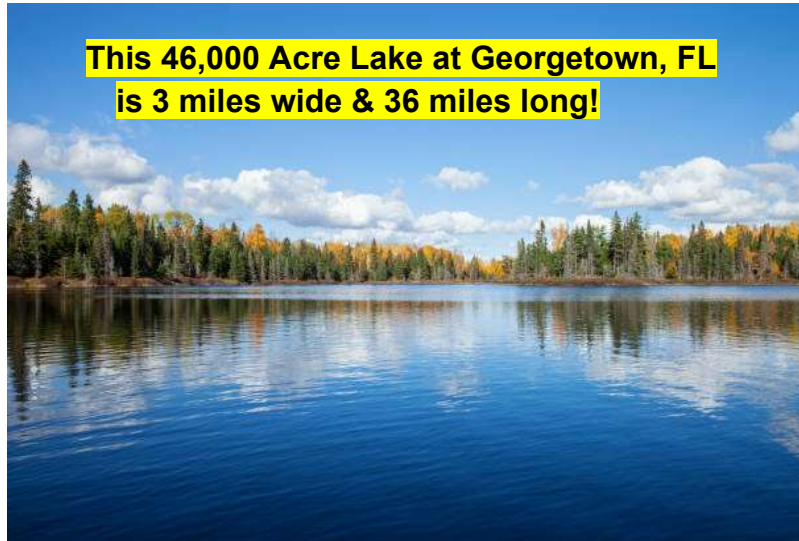 This 46,000 Acre Lake at Georgetown, FL
is 3 miles wide & 36 miles long!